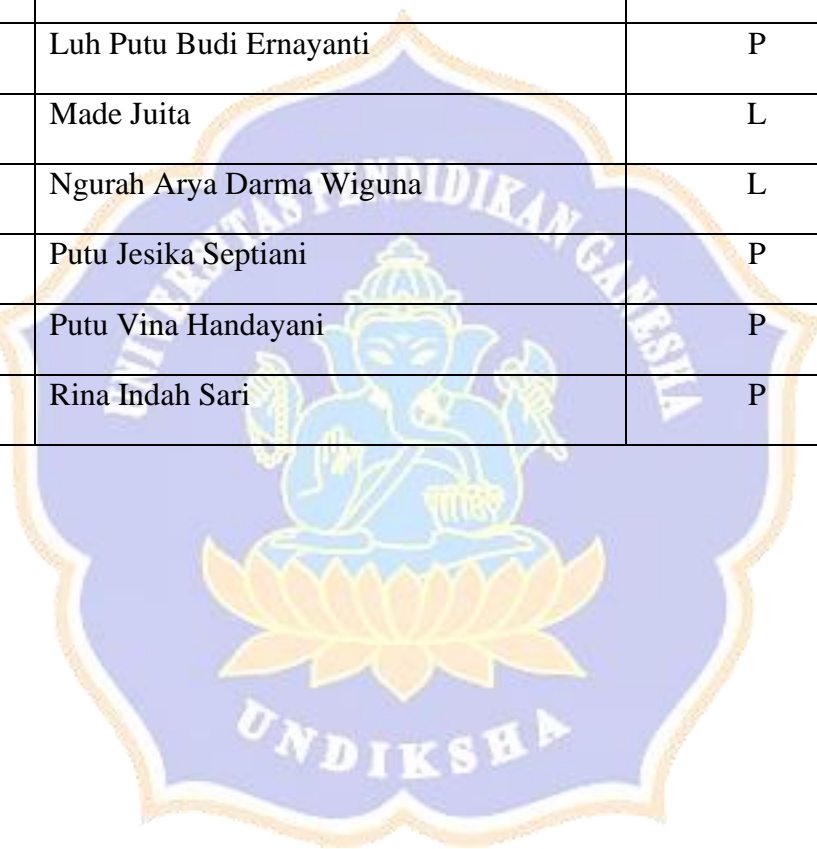 Luh Putu Budi Ernayanti P
Made Juita L
Ngurah Arya Darma Wiguna L
Putu Jesika Septiani P
Putu Vina Handayani P
Rina Indah Sari P
UNIVERSITAS PENDIDIKAN GANESHA
UNDIKSHA